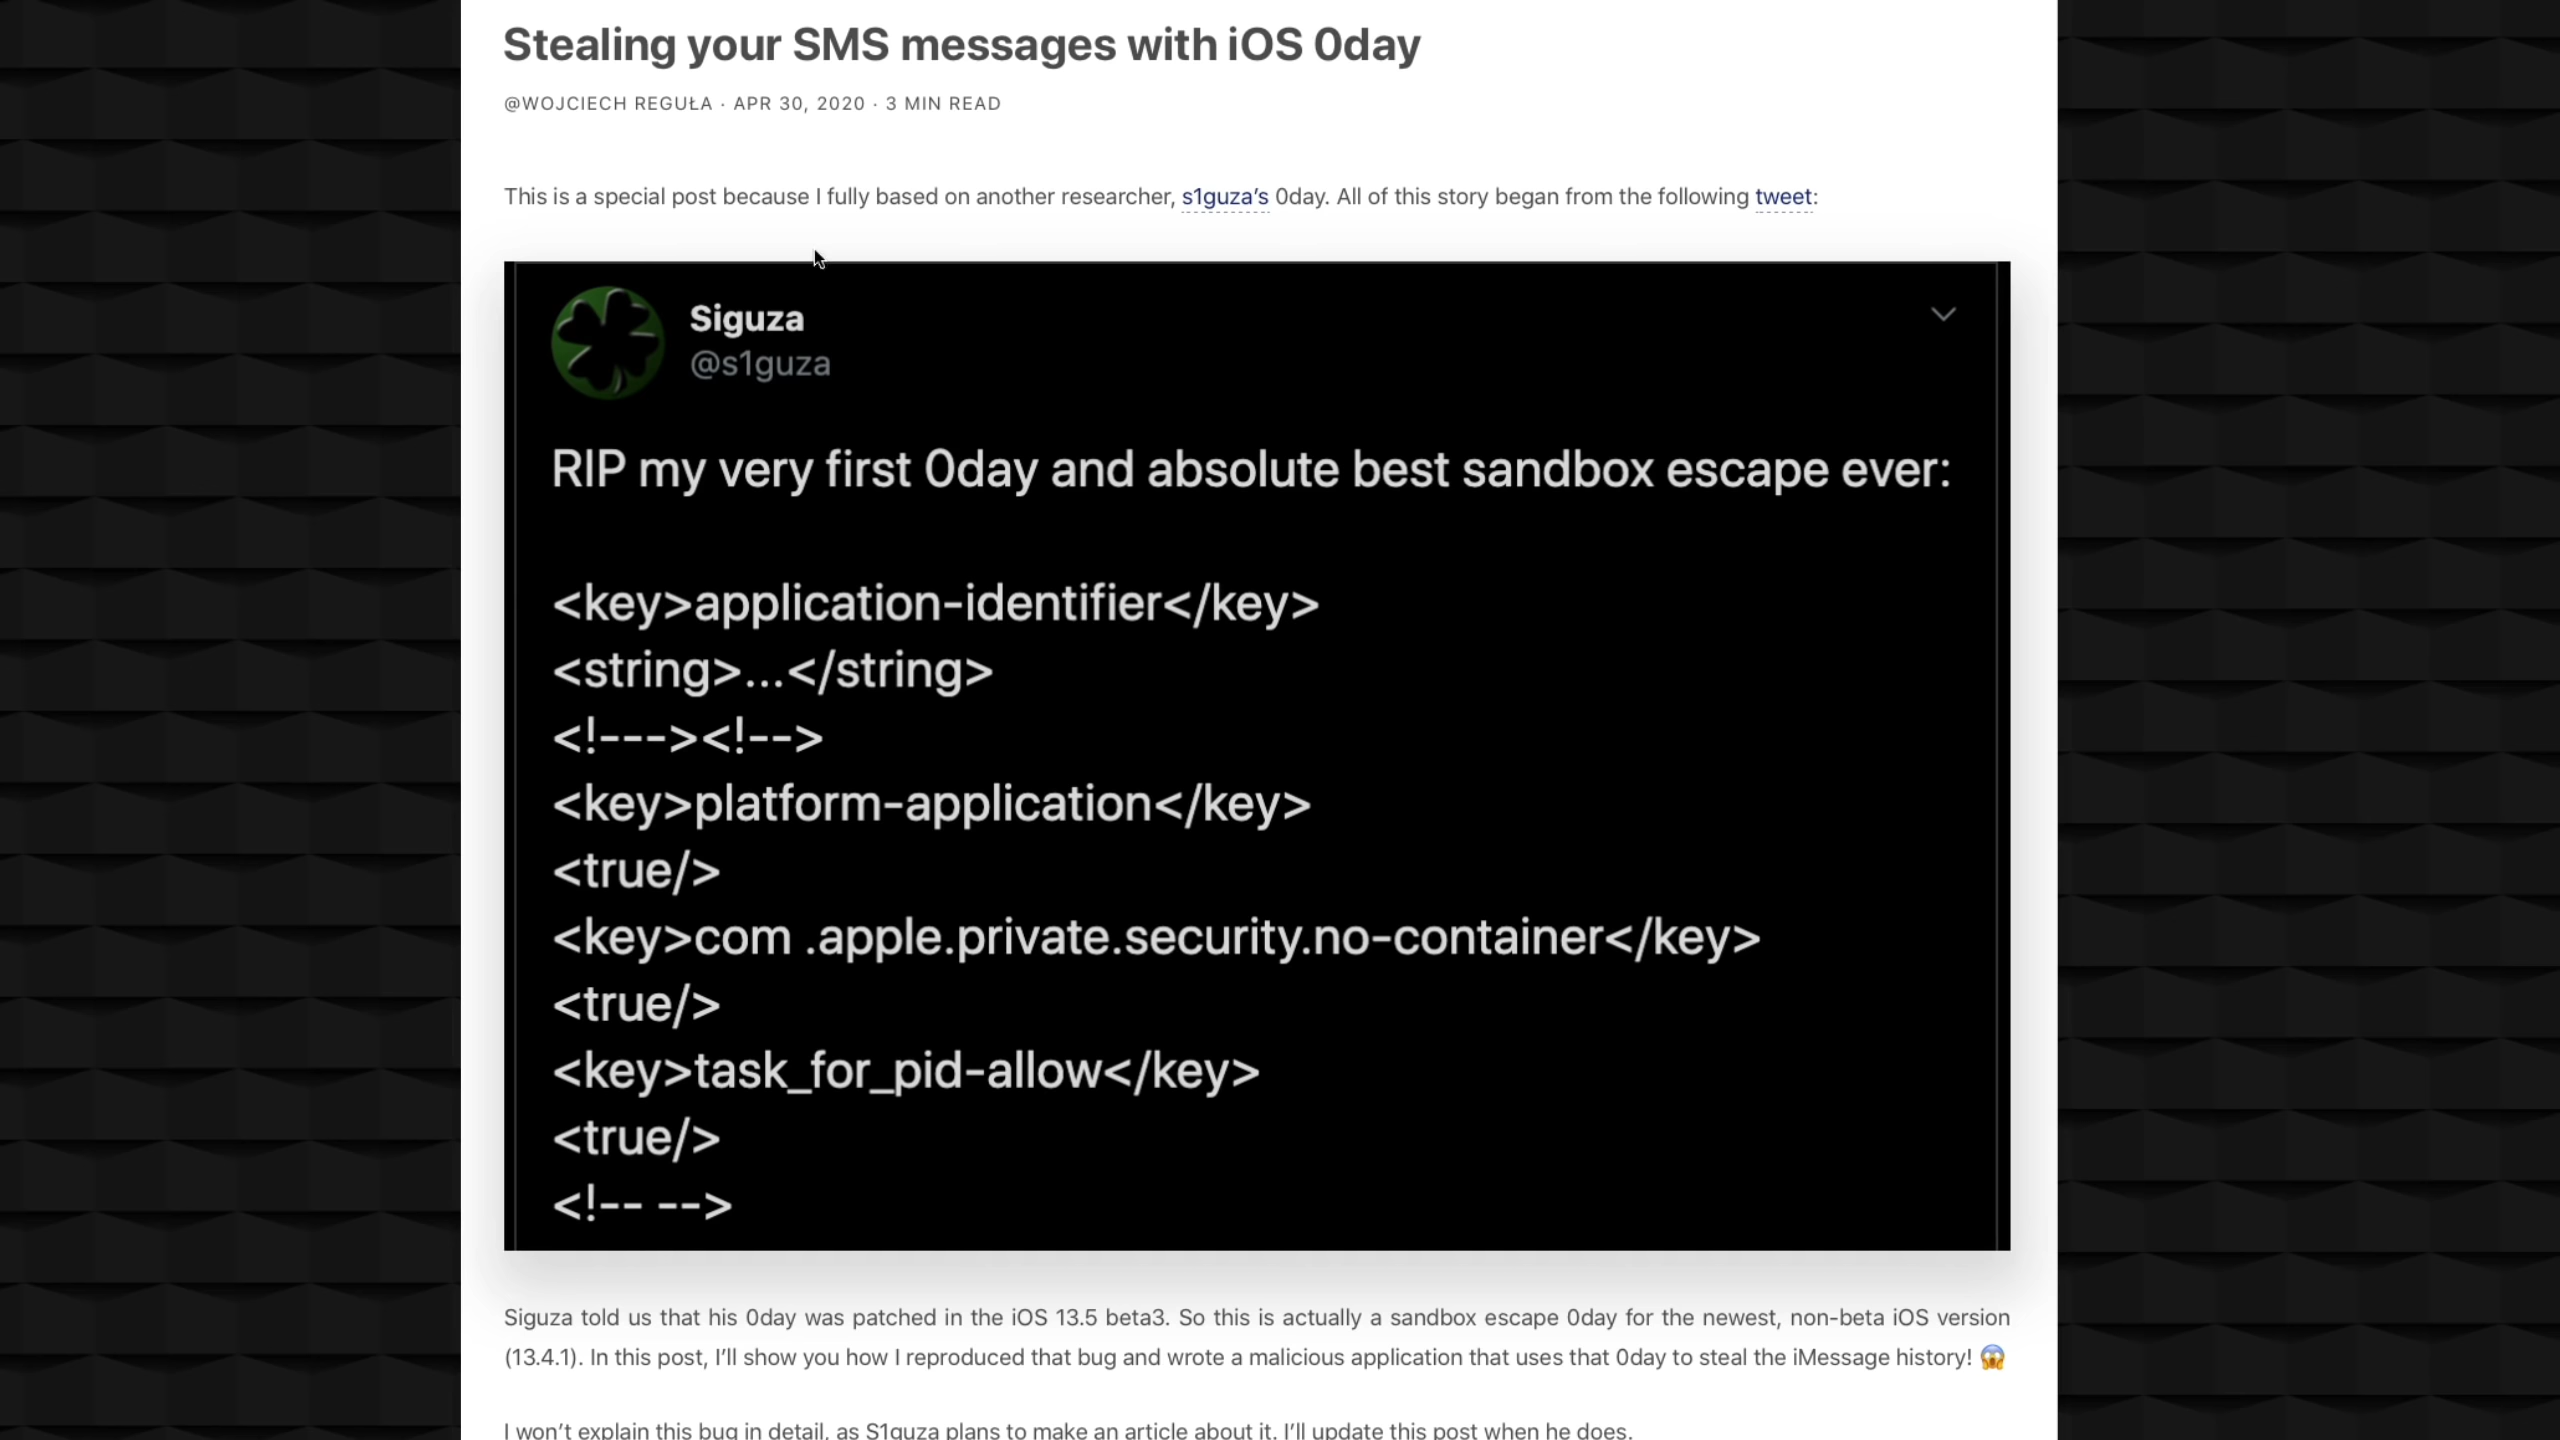 Stealing your SMS messages with iOS 0day
@WOJCIECH REGUŁA · APR 30, 2020 · 3 MIN READ
This is a special post because I fully based on another researcher, s1guza’s 0day. All of this story began from the following tweet:
Siguza
@s1guza
RIP my very first 0day and absolute best sandbox escape ever:
<key>application-identifier</key>
<string>...</string>
<!---><!-->
<key>platform-application</key>
<true/>
<key>com .apple.private.security.no-container</key>
<true/>
<key>task_for_pid-allow</key>
<true/>
<!-- -->
Siguza told us that his 0day was patched in the iOS 13.5 beta3. So this is actually a sandbox escape 0day for the newest, non-beta iOS version
(13.4.1). In this post, I’ll show you how I reproduced that bug and wrote a malicious application that uses that 0day to steal the iMessage history! 😱
I won’t explain this bug in detail, as S1guza plans to make an article about it. I’ll update this post when he does.